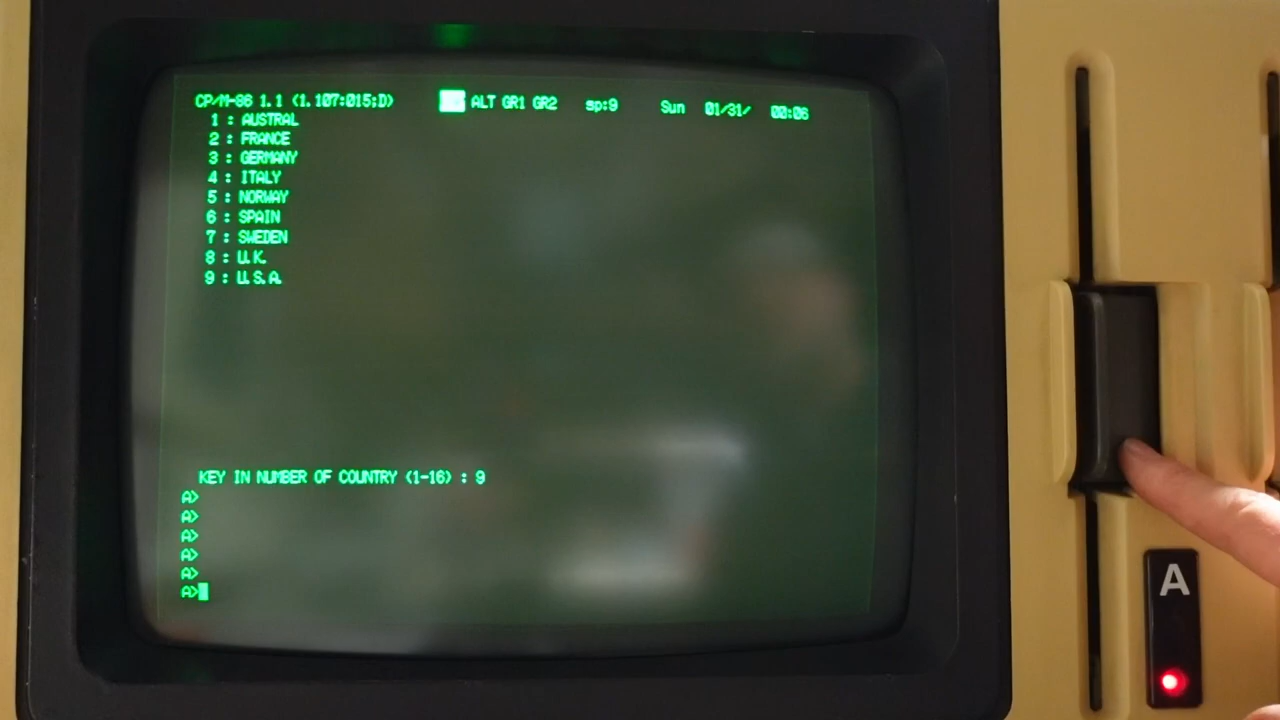 CP/M-86 1.1 (1.107:015:D) ALT GR1 GR2 sp:9 Sun 01/31/ 00:06
1 : AUSTRAL
2 : FRANCE
3 : GERMANY
4 : ITALY
5 : NORWAY
6 : SPAIN
7 : SWEDEN
8 : U.K.
9 : U.S.A.
KEY IN NUMBER OF COUNTRY (1-16) : 9
A>
A>
A>
A>
A>
A>
A